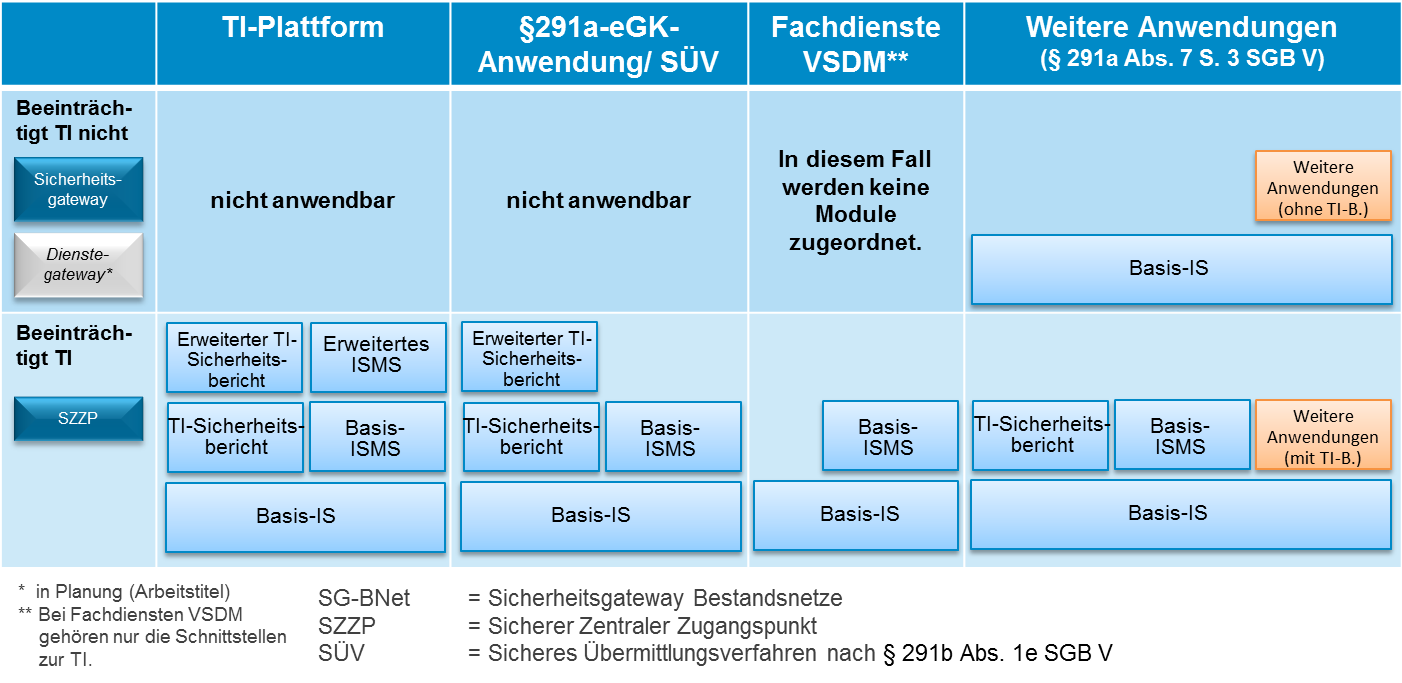 TI-Plattform
§291a-eGK-
Anwendung/ SÜV
Fachdienste
VSDM**
Weitere Anwendungen
(§ 291a Abs. 7 S. 3 SGB V)
Beeinträch-
tigt TI nicht
Sicherheits-
gateway
Dienste-
gateway*
nicht anwendbar
nicht anwendbar
In diesem Fall
werden keine
Module
zugeordnet.
Weitere
Anwendungen
(ohne TI-B.)
Basis-IS
Beeinträch-
tigt TI
SZZP
Erweiterter TI-
Sicherheits-
bericht
Erweitertes
ISMS
TI-Sicherheits-
bericht
Basis-
ISMS
Basis-IS
Erweiterter TI-
Sicherheits-
bericht
TI-Sicherheits-
bericht
Basis-
ISMS
Basis-IS
Basis-
ISMS
Basis-IS
TI-Sicherheits-
bericht
Basis-
ISMS
Weitere
Anwendungen
(mit TI-B.)
Basis-IS
* in Planung (Arbeitstitel)
** Bei Fachdiensten VSDM
gehören nur die Schnittstellen
zur TI.
SG-BNet = Sicherheitsgateway Bestandsnetze
SZZP = Sicherer Zentraler Zugangspunkt
SÜV = Sicheres Übermittlungsverfahren nach § 291b Abs. 1e SGB V